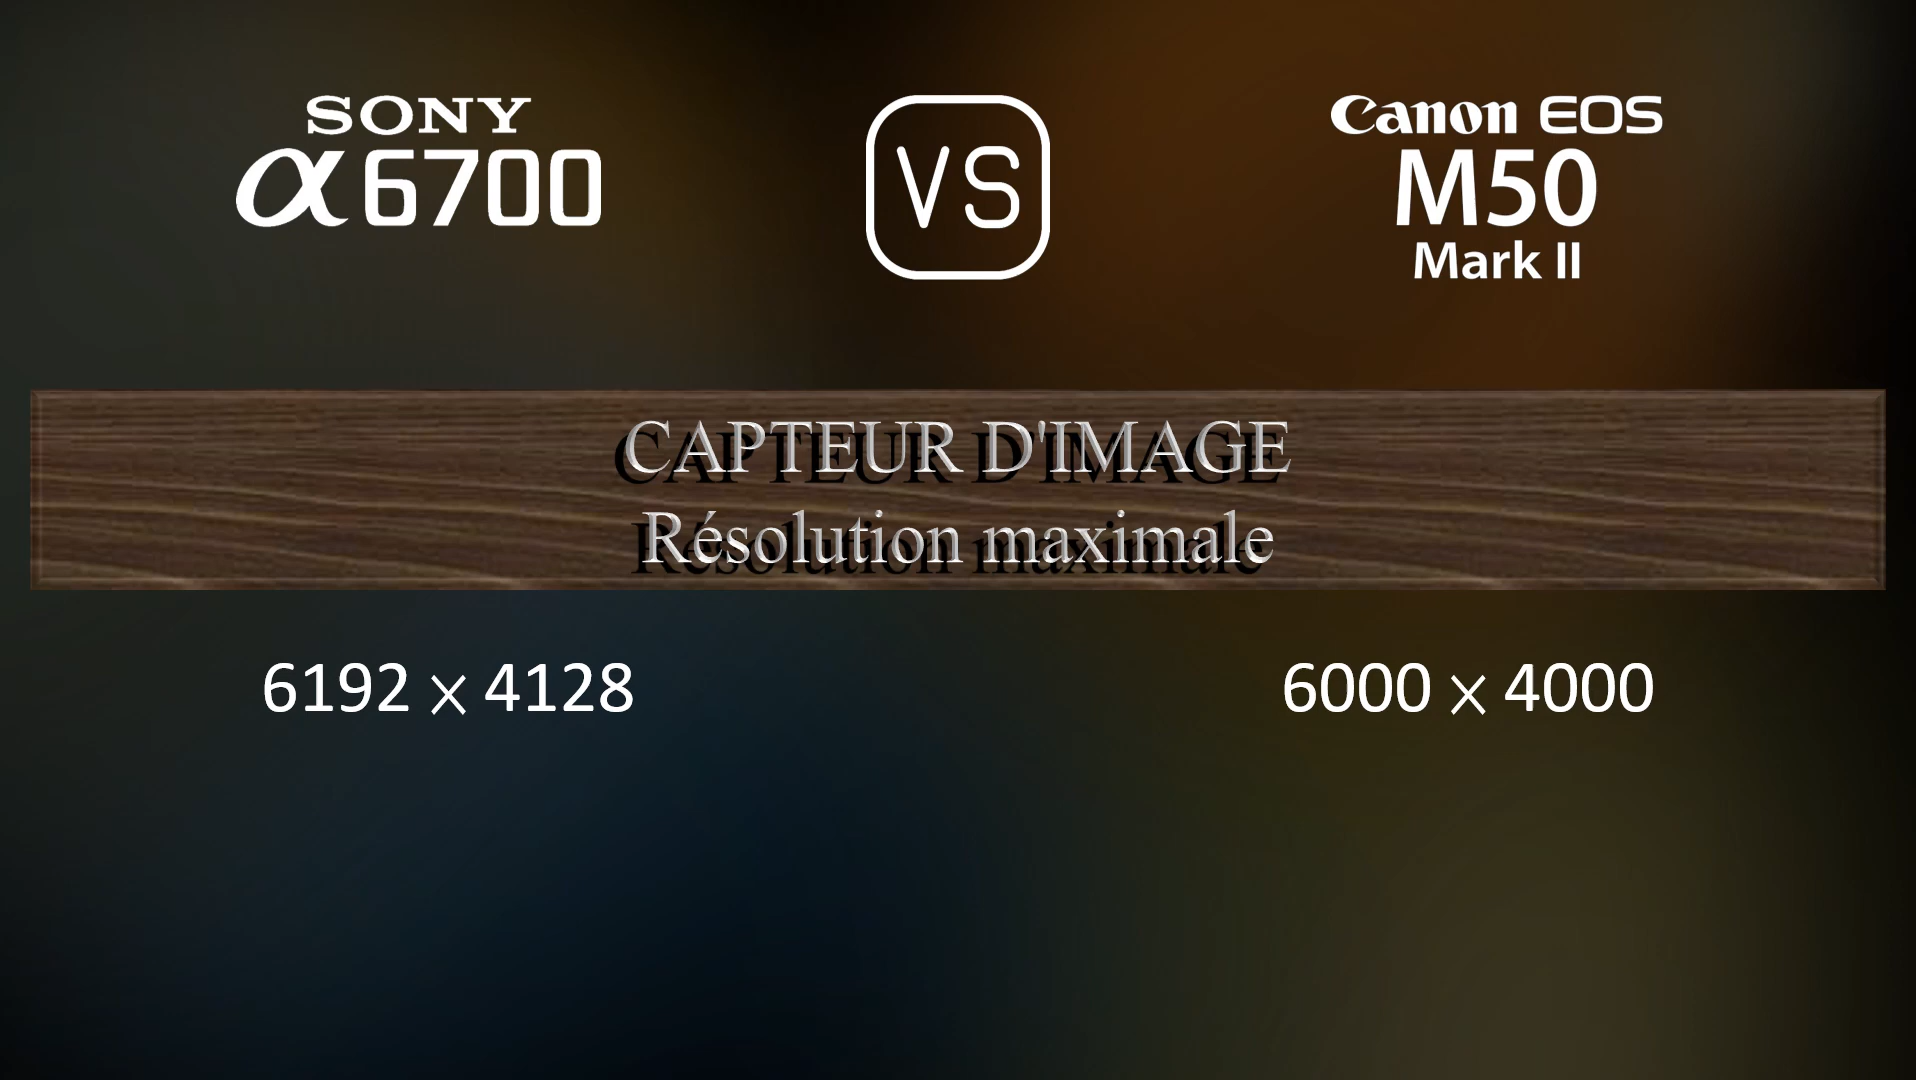 SONY
α6700
VS
Canon EOS
M50
Mark II
CAPTEUR D'IMAGE
Résolution maximale
6192 x 4128
6000 x 4000